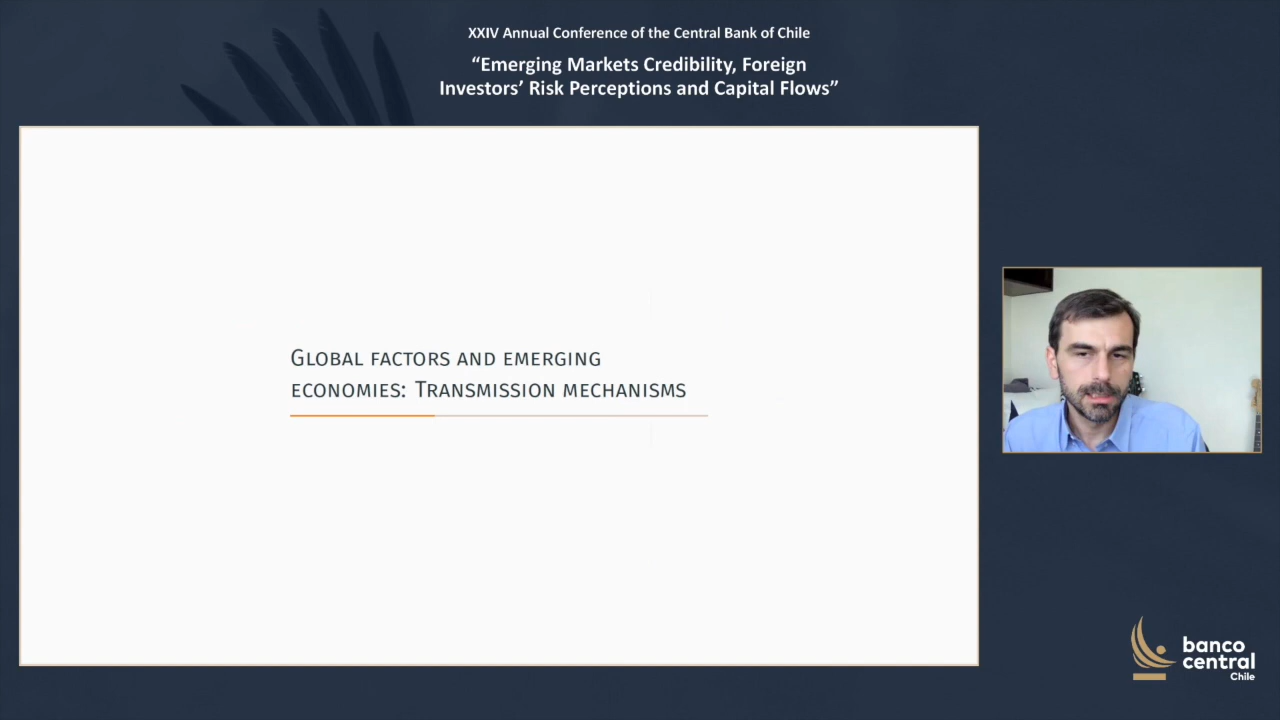 XXIV Annual Conference of the Central Bank of Chile
“Emerging Markets Credibility, Foreign
Investors’ Risk Perceptions and Capital Flows”
Global factors and emerging
economies: Transmission mechanisms
banco
central
Chile